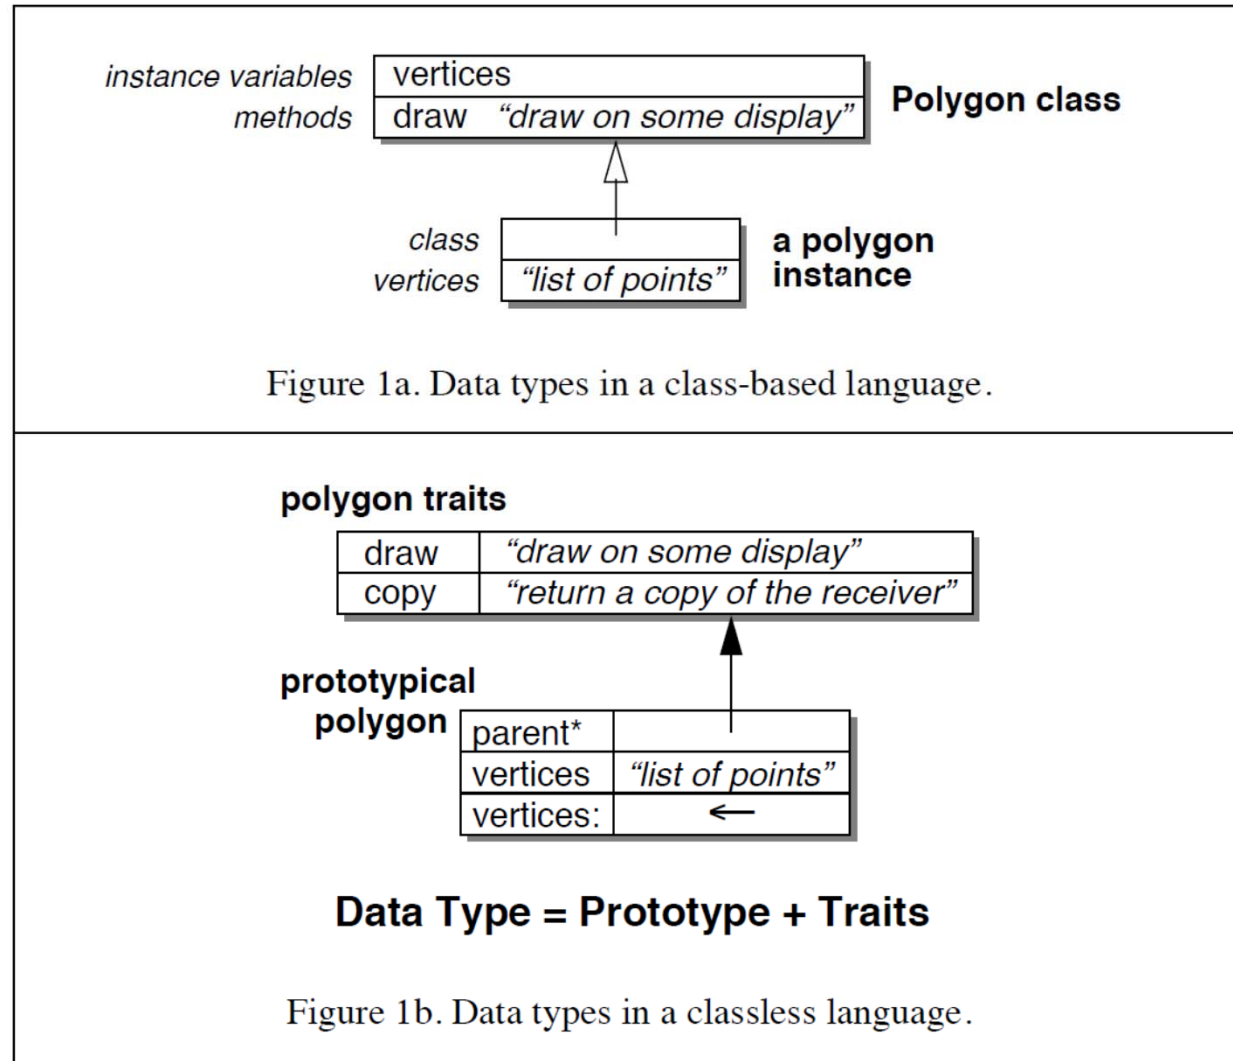 instance variables vertices
methods draw “draw on some display”
Polygon class
class
vertices “list of points”
a polygon
instance
Figure 1a. Data types in a class-based language.
polygon traits
draw “draw on some display”
copy “return a copy of the receiver”
prototypical
polygon
parent*
vertices “list of points”
vertices: ←
Data Type = Prototype + Traits
Figure 1b. Data types in a classless language.